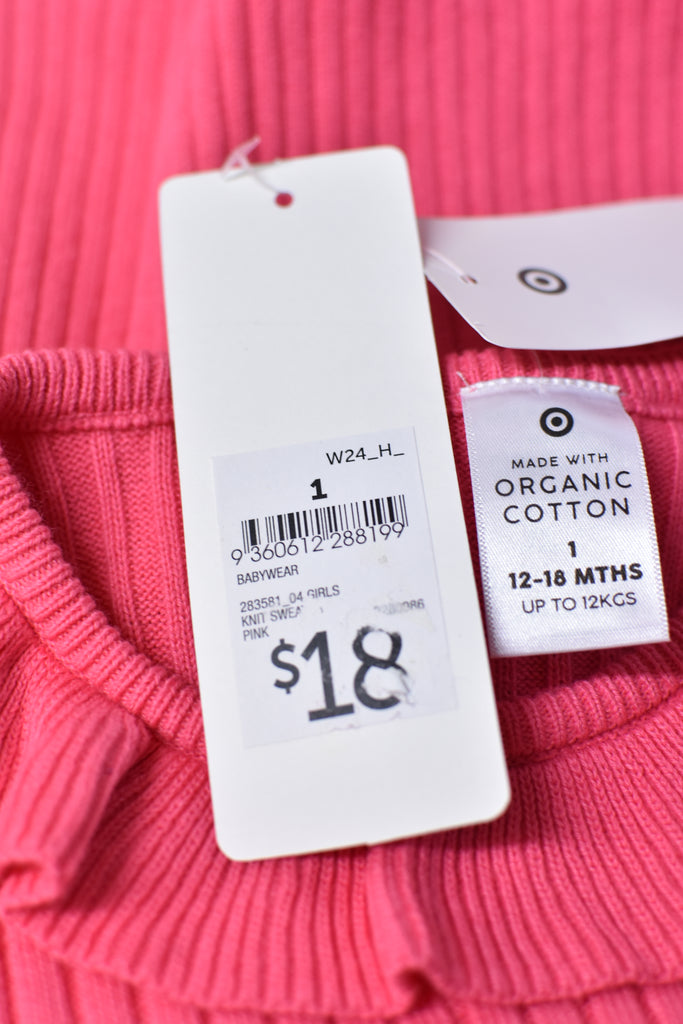 W24_H_
1
9 360612 288199
BABYWEAR
283581_04 GIRLS
KNIT
PINK
$18
MADE WITH
ORGANIC
COTTON
1
12-18 MTHS
UP TO 12KGS